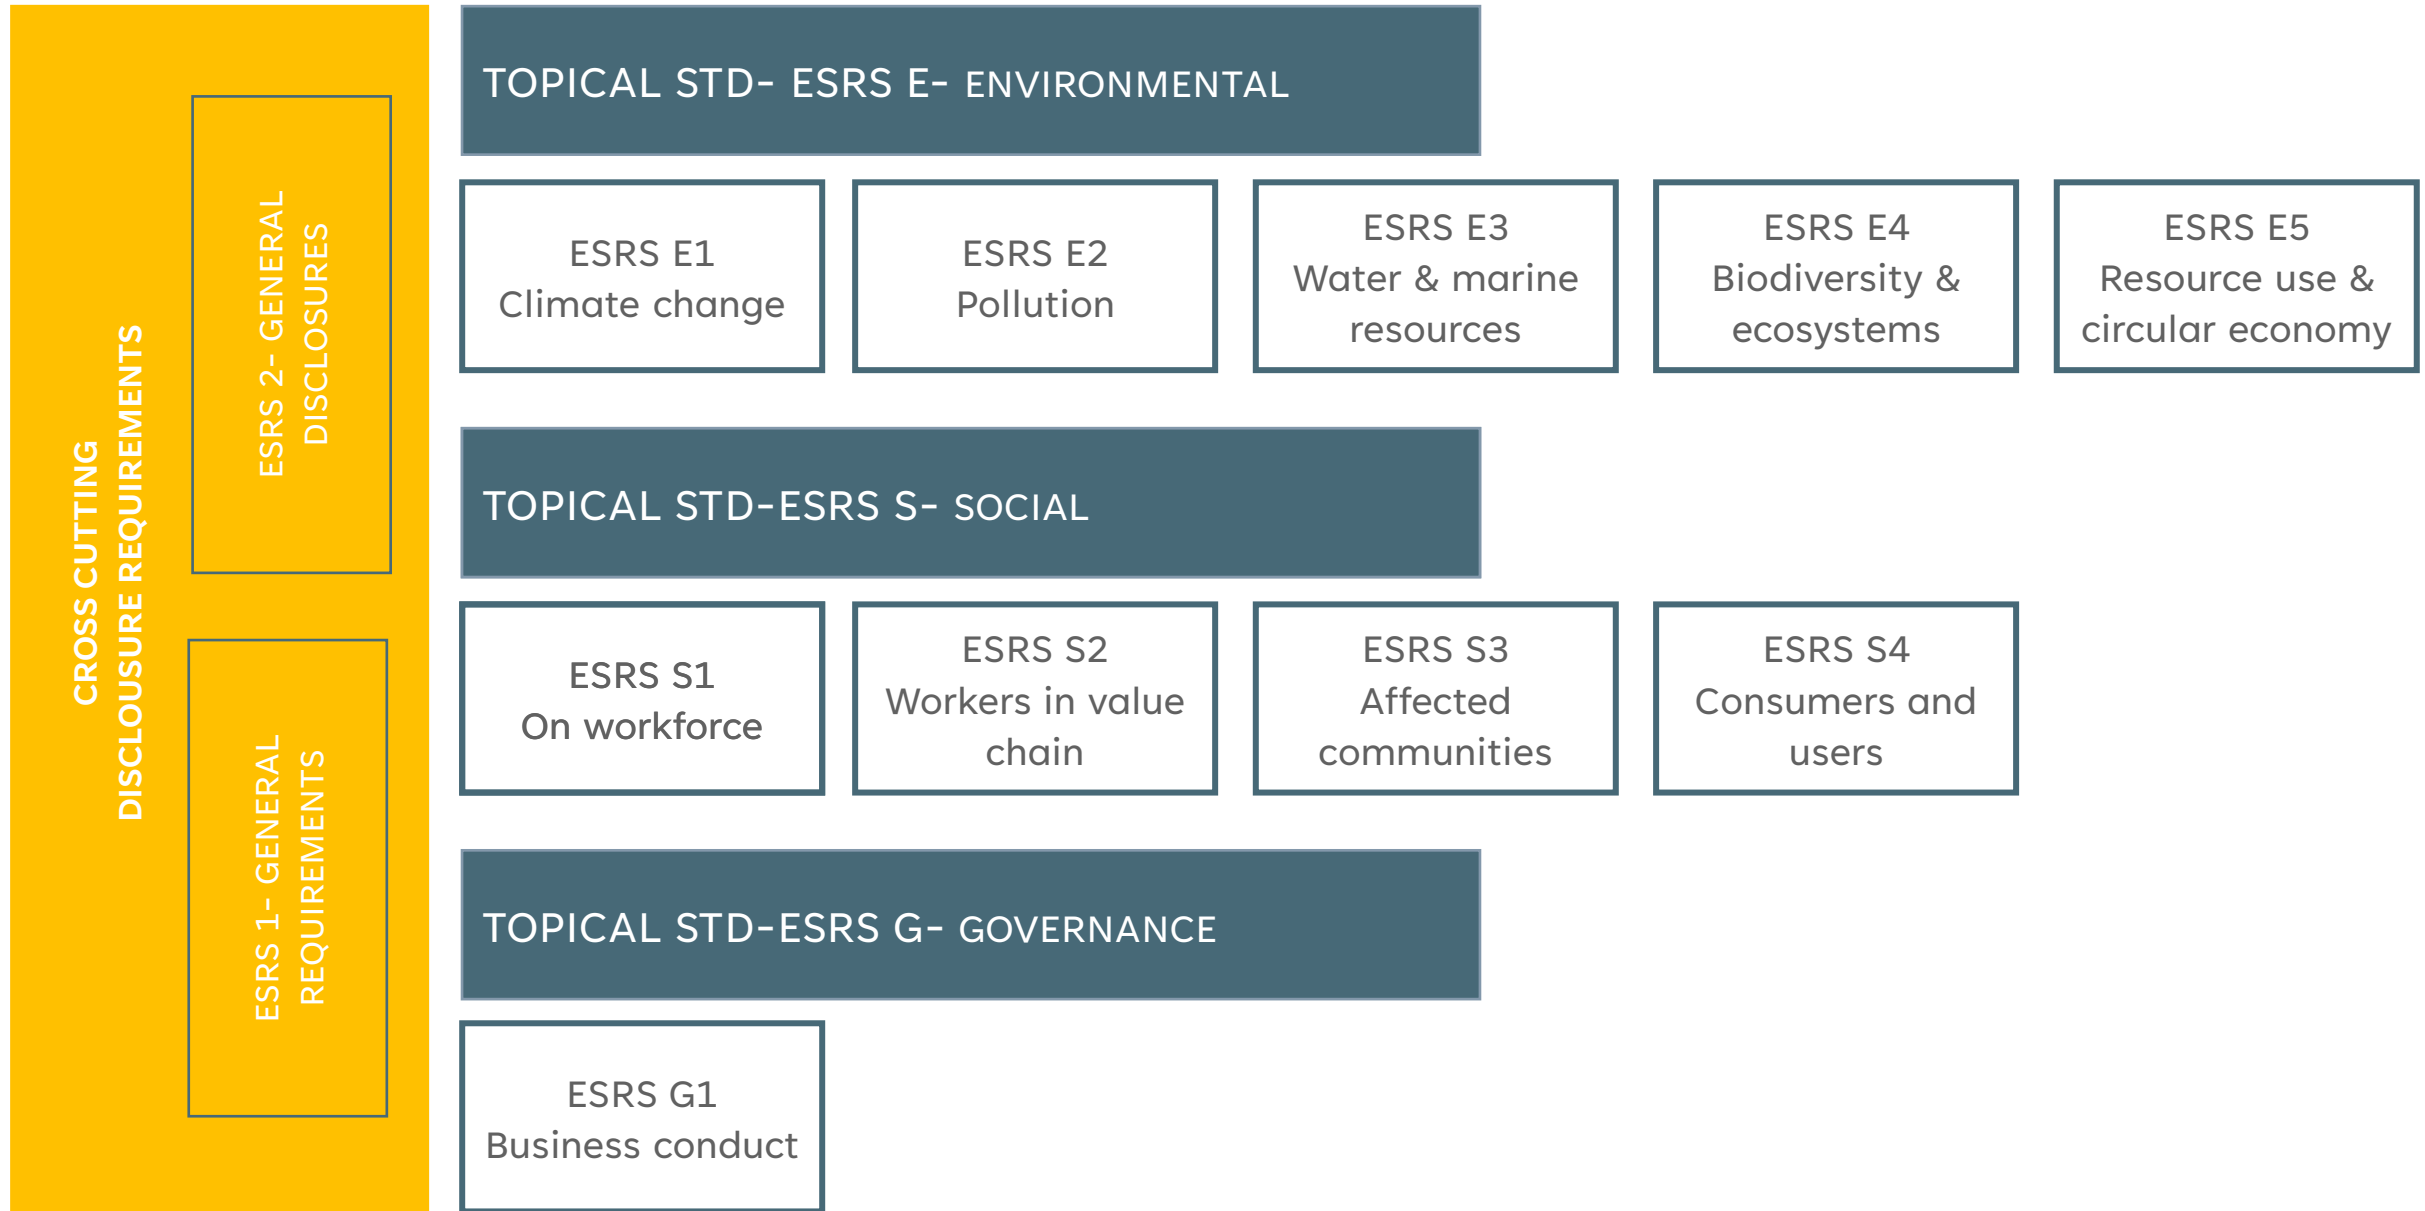 CROSS CUTTING
DISCLOUSURE REQUIREMENTS
ESRS 2- GENERAL
DISCLOSURES
ESRS 1- GENERAL
REQUIREMENTS
TOPICAL STD- ESRS E- ENVIRONMENTAL
ESRS E1
Climate change
ESRS E2
Pollution
ESRS E3
Water & marine
resources
ESRS E4
Biodiversity &
ecosystems
ESRS E5
Resource use &
circular economy
TOPICAL STD-ESRS S- SOCIAL
ESRS S1
On workforce
ESRS S2
Workers in value
chain
ESRS S3
Affected
communities
ESRS S4
Consumers and
users
TOPICAL STD-ESRS G- GOVERNANCE
ESRS G1
Business conduct